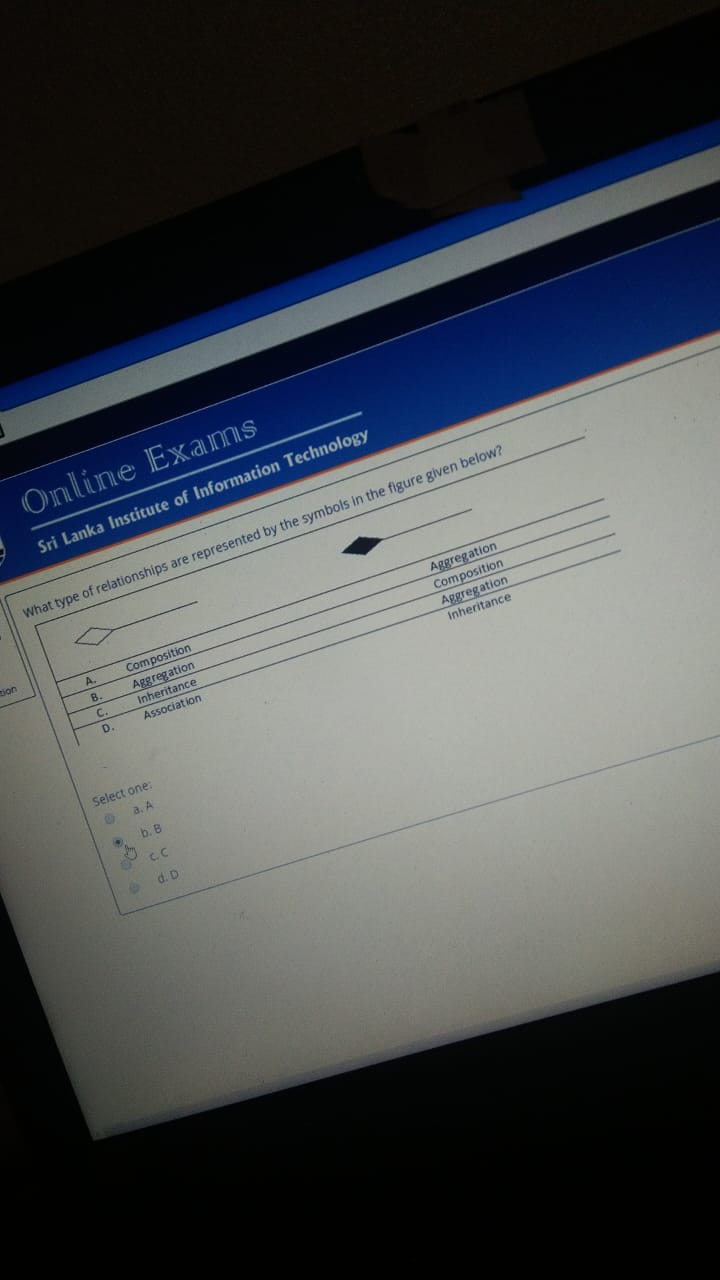 Online Exams
Sri Lanka Institute of Information Technology
What type of relationships are represented by the symbols in the figure given below?
A. Composition Aggregation
B. Aggregation Composition
C. Inheritance Aggregation
D. Association Inheritance
Select one:
a. A
b. B
c. C
d. D